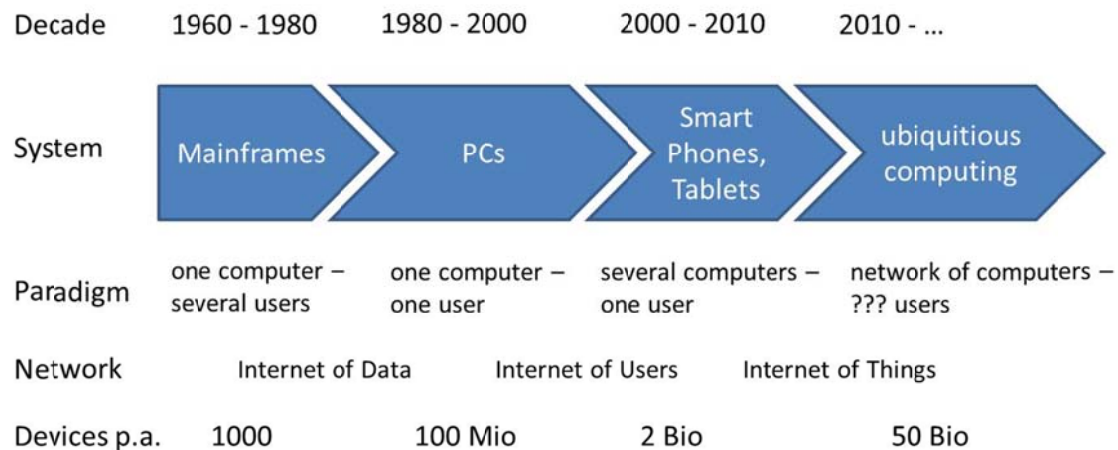 Decade 1960 - 1980 1980 - 2000 2000 - 2010 2010 - ...
System Mainframes PCs Smart Phones, Tablets ubiquitious computing
Paradigm one computer – several users one computer – one user several computers – one user network of computers – ??? users
Network Internet of Data Internet of Users Internet of Things
Devices p.a. 1000 100 Mio 2 Bio 50 Bio